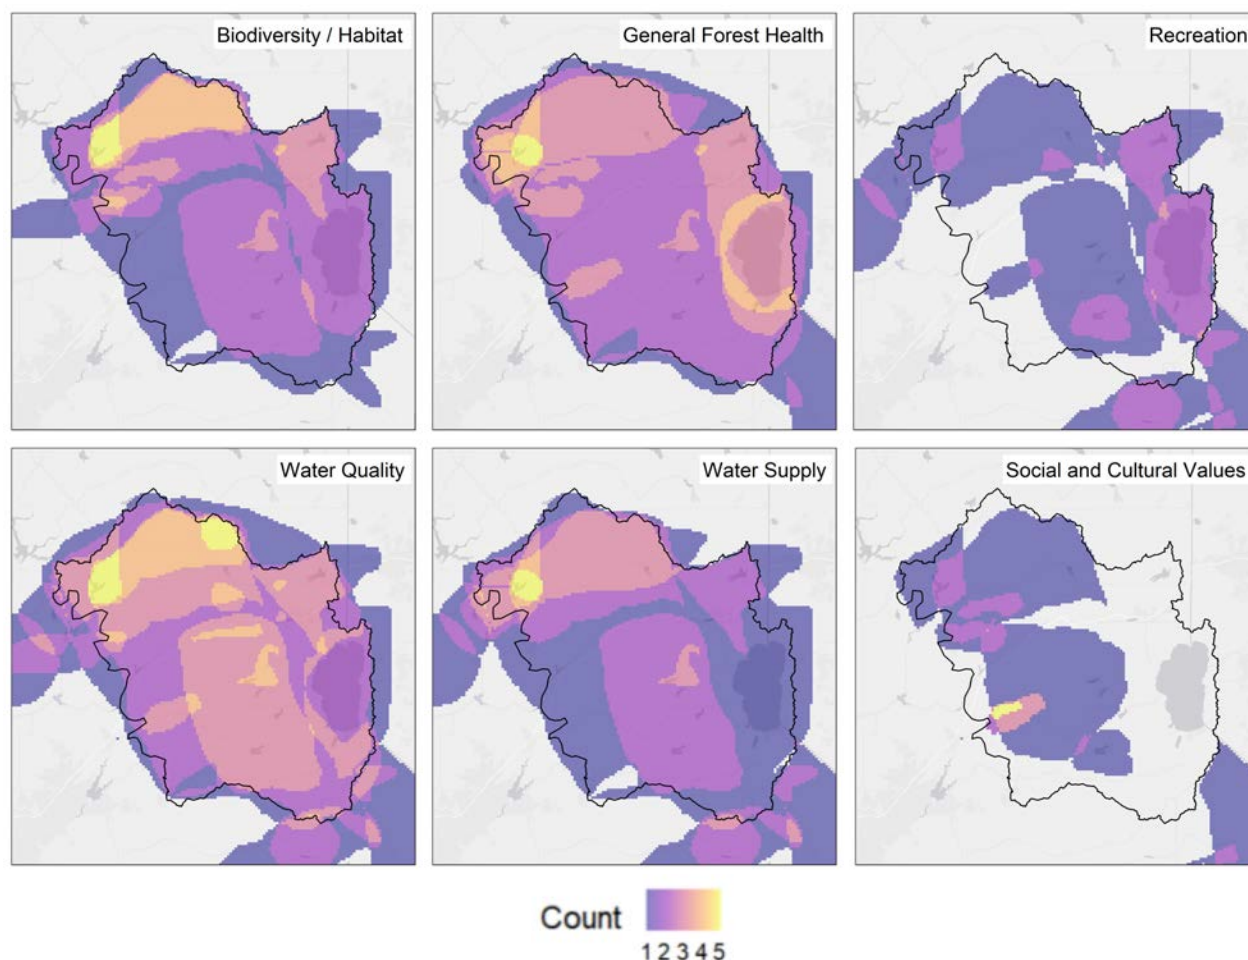 Biodiversity / Habitat
General Forest Health
Recreation
Water Quality
Water Supply
Social and Cultural Values
Count
1 2 3 4 5